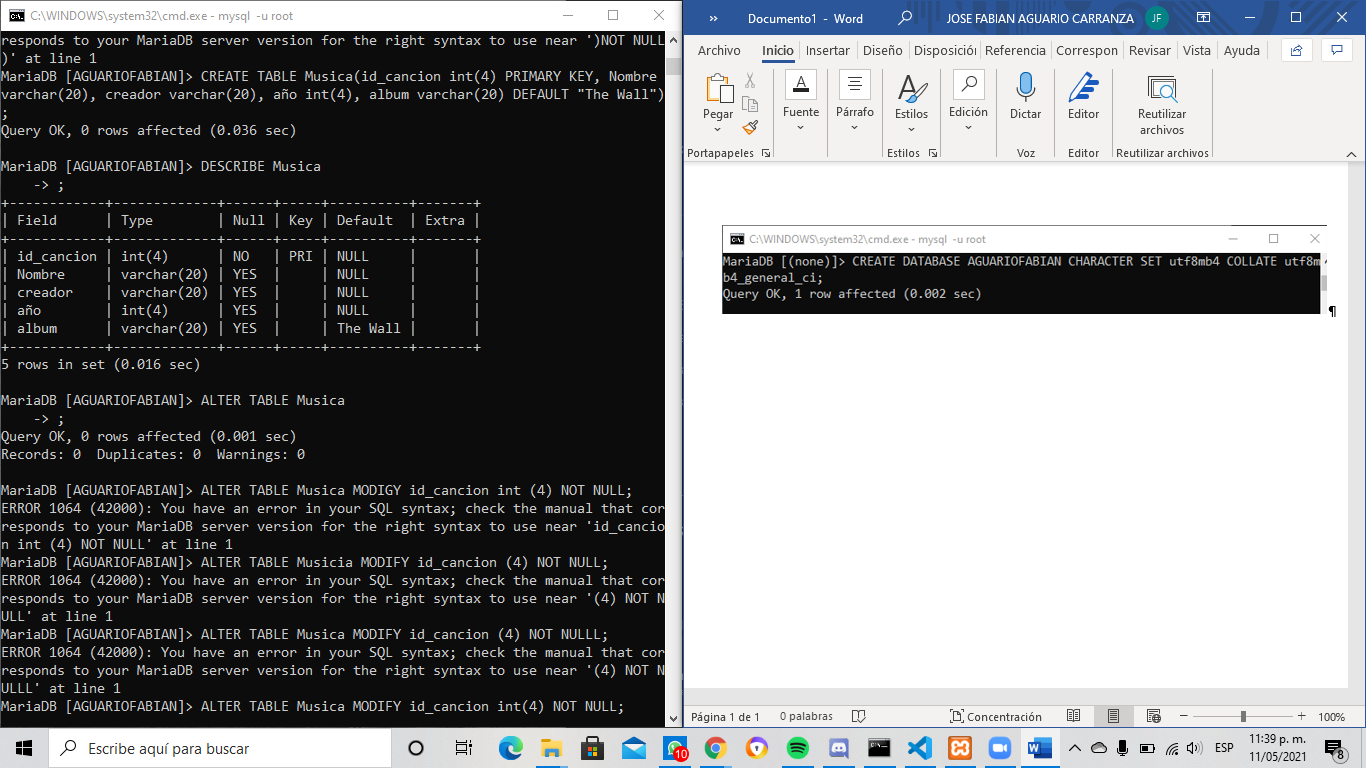 C:\WINDOWS\system32\cmd.exe - mysql  -u root
responds to your MariaDB server version for the right syntax to use near ')NOT NULL
)' at line 1
MariaDB [AGUARIOFABIAN]> CREATE TABLE Musica(id_cancion int(4) PRIMARY KEY, Nombre
varchar(20), creador varchar(20), año int(4), album varchar(20) DEFAULT "The Wall")
;
Query OK, 0 rows affected (0.036 sec)
MariaDB [AGUARIOFABIAN]> DESCRIBE Musica
    -> ;
+------------+-------------+------+-----+----------+-------+
| Field      | Type        | Null | Key | Default  | Extra |
+------------+-------------+------+-----+----------+-------+
| id_cancion | int(4)      | NO   | PRI | NULL     |       |
| Nombre     | varchar(20) | YES  |     | NULL     |       |
| creador    | varchar(20) | YES  |     | NULL     |       |
| año        | int(4)      | YES  |     | NULL     |       |
| album      | varchar(20) | YES  |     | The Wall |       |
+------------+-------------+------+-----+----------+-------+
5 rows in set (0.016 sec)
MariaDB [AGUARIOFABIAN]> ALTER TABLE Musica
    -> ;
Query OK, 0 rows affected (0.001 sec)
Records: 0  Duplicates: 0  Warnings: 0
MariaDB [AGUARIOFABIAN]> ALTER TABLE Musica MODIGY id_cancion int (4) NOT NULL;
ERROR 1064 (42000): You have an error in your SQL syntax; check the manual that cor
responds to your MariaDB server version for the right syntax to use near 'id_cancio
n int (4) NOT NULL' at line 1
MariaDB [AGUARIOFABIAN]> ALTER TABLE Musicia MODIFY id_cancion (4) NOT NULL;
ERROR 1064 (42000): You have an error in your SQL syntax; check the manual that cor
responds to your MariaDB server version for the right syntax to use near '(4) NOT N
ULL' at line 1
MariaDB [AGUARIOFABIAN]> ALTER TABLE Musica MODIFY id_cancion (4) NOT NULLL;
ERROR 1064 (42000): You have an error in your SQL syntax; check the manual that cor
responds to your MariaDB server version for the right syntax to use near '(4) NOT N
ULLL' at line 1
MariaDB [AGUARIOFABIAN]> ALTER TABLE Musica MODIFY id_cancion int(4) NOT NULL;
Documento1 - Word JOSE FABIAN AGUARIO CARRANZA JF
Archivo Inicio Insertar Diseño Disposició Referencia Correspon Revisar Vista Ayuda
Pegar Fuente Párrafo Estilos Edición Dictar Editor Reutilizar
archivos
Portapapeles Estilos Voz Editor Reutilizar archivos
C:\WINDOWS\system32\cmd.exe - mysql  -u root
MariaDB [(none)]> CREATE DATABASE AGUARIOFABIAN CHARACTER SET utf8mb4 COLLATE utf8m
b4_general_ci;
Query OK, 1 row affected (0.002 sec)
¶
Página 1 de 1 0 palabras Concentración 100%
Escribe aquí para buscar
10
W
ESP
11:39 p. m.
11/05/2021
8